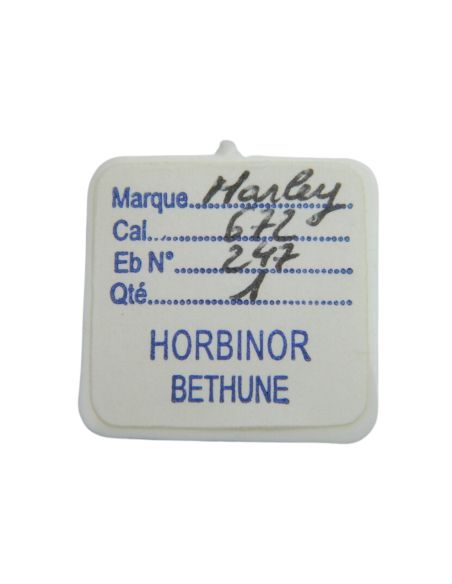 Marque Harley
Cal. 672
Eb N° 247
Qté 1
HORBINOR
BETHUNE